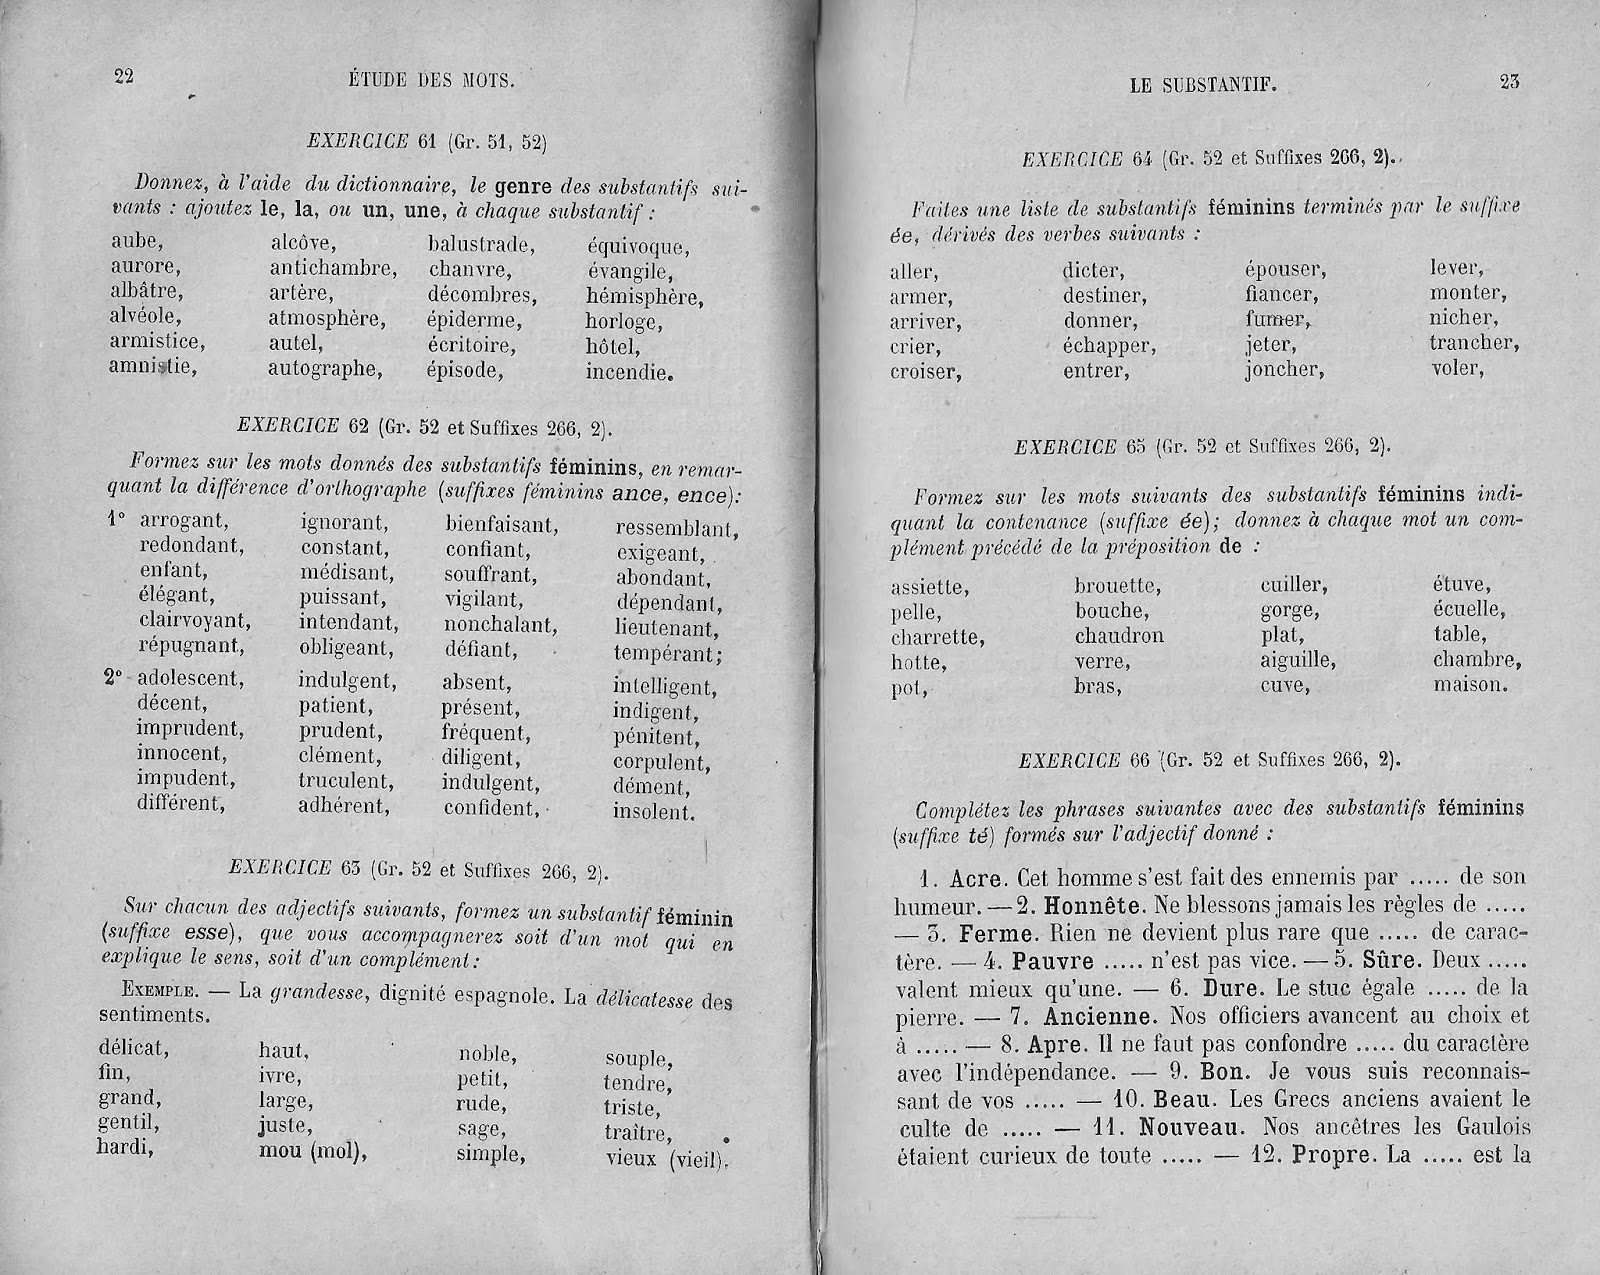 22 ÉTUDE DES MOTS.
EXERCICE 61 (Gr. 51, 52)
Donnez, à l'aide du dictionnaire, le genre des substantifs sui-
vants : ajoutez le, la, ou un, une, à chaque substantif :
aube, alcôve, balustrade, équivoque,
aurore, antichambre, chanvre, évangile,
albâtre, artère, décombres, hémisphère,
alvéole, atmosphère, épiderme, horloge,
armistice, autel, écritoire, hôtel,
amnistie, autographe, épisode, incendie.
EXERCICE 62 (Gr. 52 et Suffixes 266, 2).
Formez sur les mots donnés des substantifs féminins, en remar-
quant la différence d'orthographe (suffixes féminins ance, ence):
1° arrogant, ignorant, bienfaisant, ressemblant,
redondant, constant, confiant, exigeant,
enfant, médisant, souffrant, abondant,
élégant, puissant, vigilant, dépendant,
clairvoyant, intendant, nonchalant, lieutenant,
répugnant, obligeant, défiant, tempérant;
2° adolescent, indulgent, absent, intelligent,
décent, patient, présent, indigent,
imprudent, prudent, fréquent, pénitent,
innocent, clément, diligent, corpulent,
impudent, truculent, indulgent, dément,
différent, adhérent, confident, insolent.
EXERCICE 63 (Gr. 52 et Suffixes 266, 2).
Sur chacun des adjectifs suivants, formez un substantif féminin
(suffixe esse), que vous accompagnerez soit d'un mot qui en
explique le sens, soit d'un complément:
EXEMPLE. — La grandesse, dignité espagnole. La délicatesse des
sentiments.
délicat, haut, noble, souple,
fin, ivre, petit, tendre,
grand, large, rude, triste,
gentil, juste, sage, traître,
hardi, mou (mol), simple, vieux (vieil).
LE SUBSTANTIF. 23
EXERCICE 64 (Gr. 52 et Suffixes 266, 2).
Faites une liste de substantifs féminins terminés par le suffixe
ée, dérivés des verbes suivants :
aller, dicter, épouser, lever,
armer, destiner, fiancer, monter,
arriver, donner, fumer, nicher,
crier, échapper, jeter, trancher,
croiser, entrer, joncher, voler,
EXERCICE 65 (Gr. 52 et Suffixes 266, 2).
Formez sur les mots suivants des substantifs féminins indi-
quant la contenance (suffixe ée); donnez à chaque mot un com-
plément précédé de la préposition de :
assiette, brouette, cuiller, étuve,
pelle, bouche, gorge, écuelle,
charrette, chaudron plat, table,
hotte, verre, aiguille, chambre,
pot, bras, cuve, maison.
EXERCICE 66 (Gr. 52 et Suffixes 266, 2).
Complétez les phrases suivantes avec des substantifs féminins
(suffixe té) formés sur l'adjectif donné :
1. Acre. Cet homme s'est fait des ennemis par ..... de son
humeur. — 2. Honnête. Ne blessons jamais les règles de .....
— 3. Ferme. Rien ne devient plus rare que ..... de carac-
tère. — 4. Pauvre ..... n'est pas vice. — 5. Sûre. Deux .....
valent mieux qu'une. — 6. Dure. Le stuc égale ..... de la
pierre. — 7. Ancienne. Nos officiers avancent au choix et
à ..... — 8. Apre. Il ne faut pas confondre ..... du caractère
avec l'indépendance. — 9. Bon. Je vous suis reconnais-
sant de vos ..... — 10. Beau. Les Grecs anciens avaient le
culte de ..... — 11. Nouveau. Nos ancêtres les Gaulois
étaient curieux de toute ..... — 12. Propre. La ..... est la